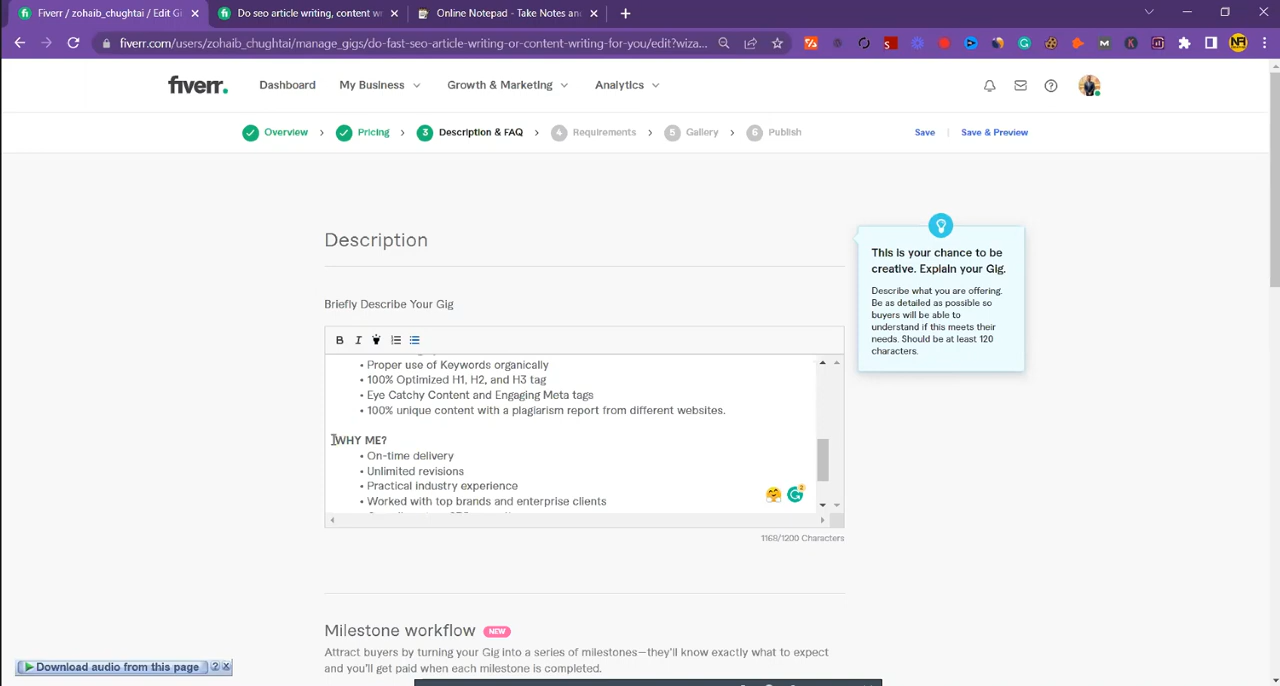 Fiverr / zohaib_chughtai / Edit Gi
Do seo article writing, content wr
Online Notepad - Take Notes and
fiverr.com/users/zohaib_chughtai/manage_gigs/do-fast-seo-article-writing-or-content-writing-for-you/edit?wiza...
fiverr.
Dashboard
My Business
Growth & Marketing
Analytics
Overview
Pricing
3 Description & FAQ
4 Requirements
5 Gallery
6 Publish
Save
Save & Preview
Description
Briefly Describe Your Gig
B I
• Proper use of Keywords organically
• 100% Optimized H1, H2, and H3 tag
• Eye Catchy Content and Engaging Meta tags
• 100% unique content with a plagiarism report from different websites.
WHY ME?
• On-time delivery
• Unlimited revisions
• Practical industry experience
• Worked with top brands and enterprise clients
1168/1200 Characters
This is your chance to be
creative. Explain your Gig.
Describe what you are offering.
Be as detailed as possible so
buyers will be able to
understand if this meets their
needs. Should be at least 120
characters.
Milestone workflow NEW
Attract buyers by turning your Gig into a series of milestones—they'll know exactly what to expect
and you'll get paid when each milestone is completed.
Download audio from this page ? x